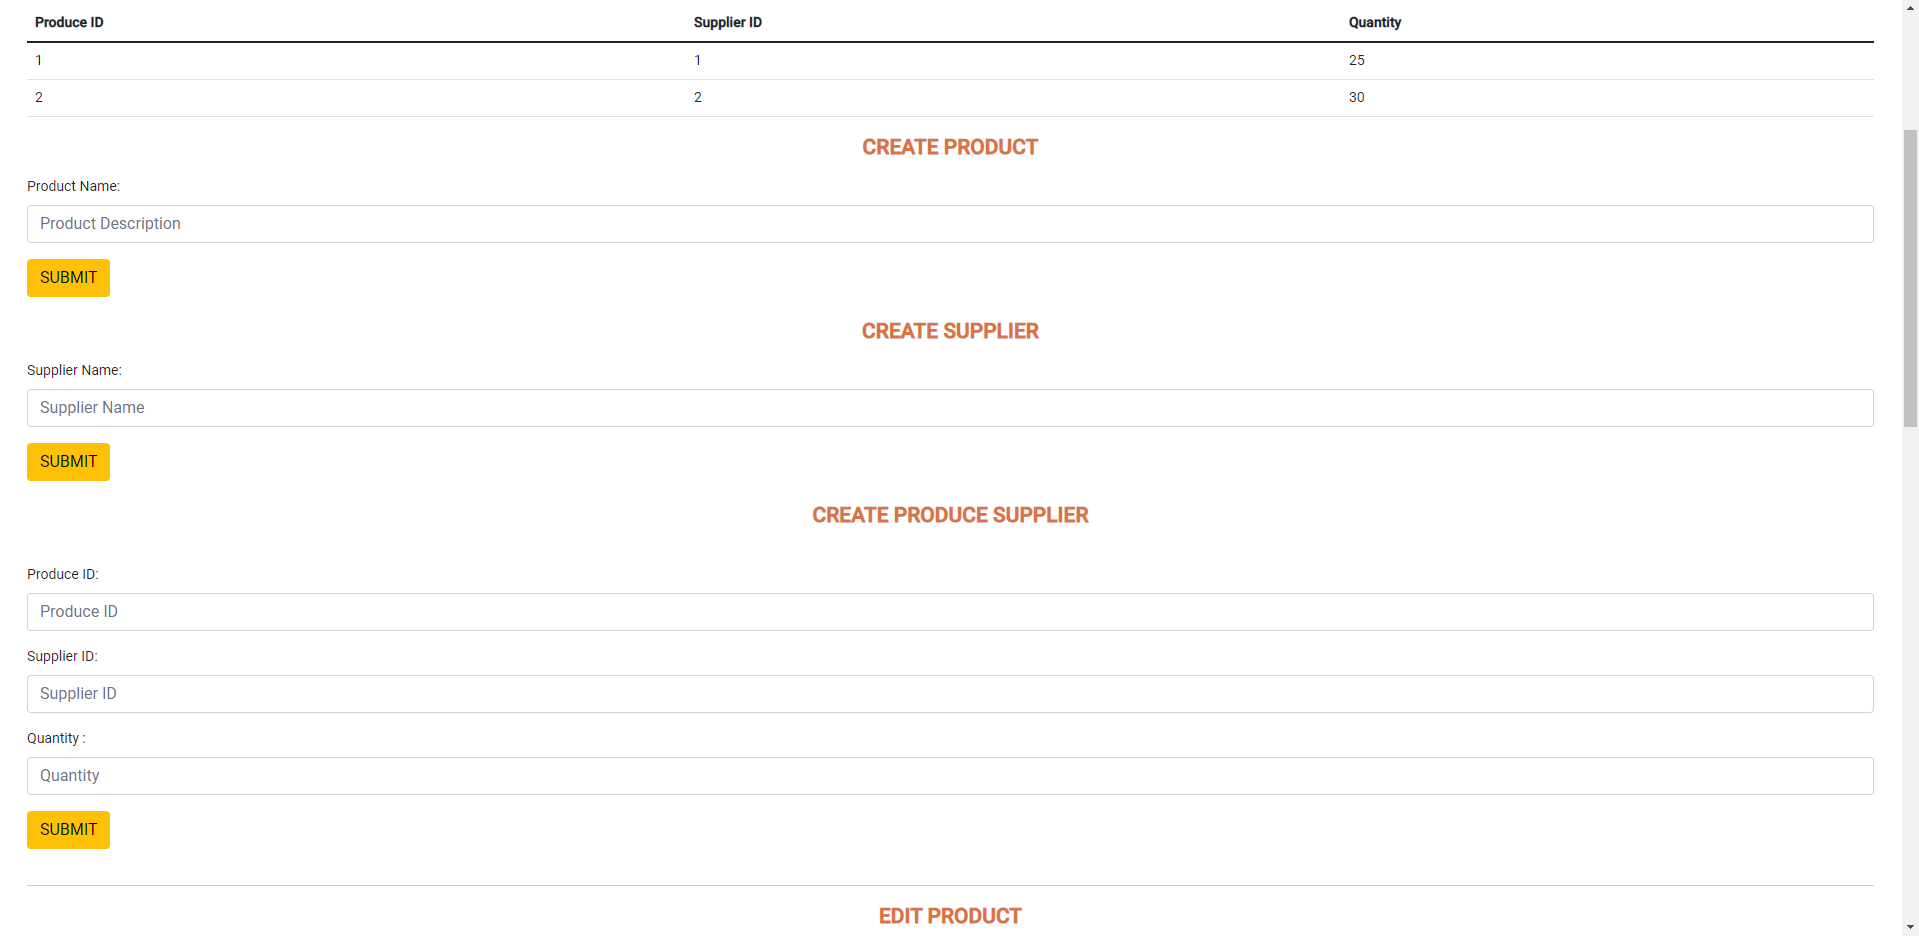 Produce ID Supplier ID Quantity
1 1 25
2 2 30
CREATE PRODUCT
Product Name:
Product Description
SUBMIT
CREATE SUPPLIER
Supplier Name:
Supplier Name
SUBMIT
CREATE PRODUCE SUPPLIER
Produce ID:
Produce ID
Supplier ID:
Supplier ID
Quantity :
Quantity
SUBMIT
EDIT PRODUCT